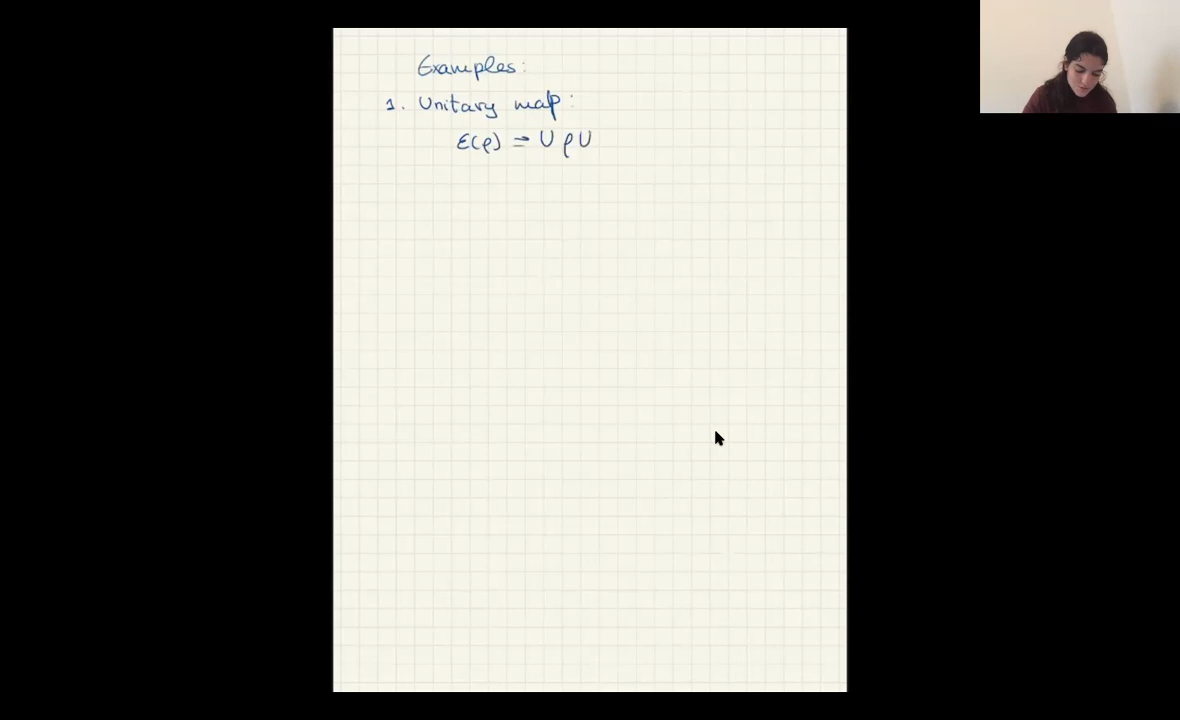 Examples:
1. Unitary map:
ε(ρ) = U ρ U